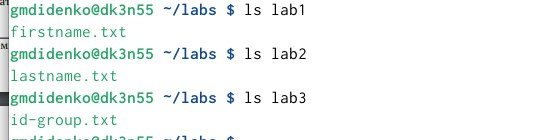 gmdidenko@dk3n55 ~/labs $ ls lab1
firstname.txt
gmdidenko@dk3n55 ~/labs $ ls lab2
lastname.txt
gmdidenko@dk3n55 ~/labs $ ls lab3
id-group.txt